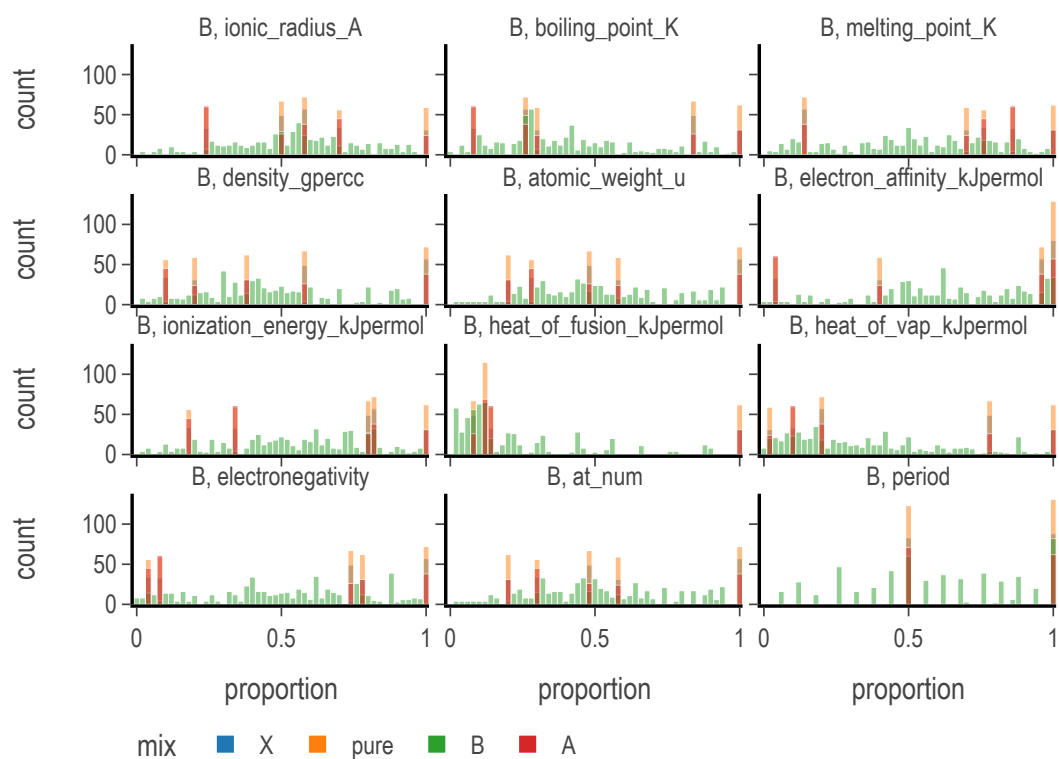 B, ionic_radius_A B, boiling_point_K B, melting_point_K
100
50
0
count
B, density_gpercc B, atomic_weight_u B, electron_affinity_kJpermol
100
50
0
count
B, ionization_energy_kJpermol B, heat_of_fusion_kJpermol B, heat_of_vap_kJpermol
100
50
0
count
B, electronegativity B, at_num B, period
100
50
0
count
0 0.5 1 0 0.5 1 0 0.5 1
proportion proportion proportion
mix X pure B A